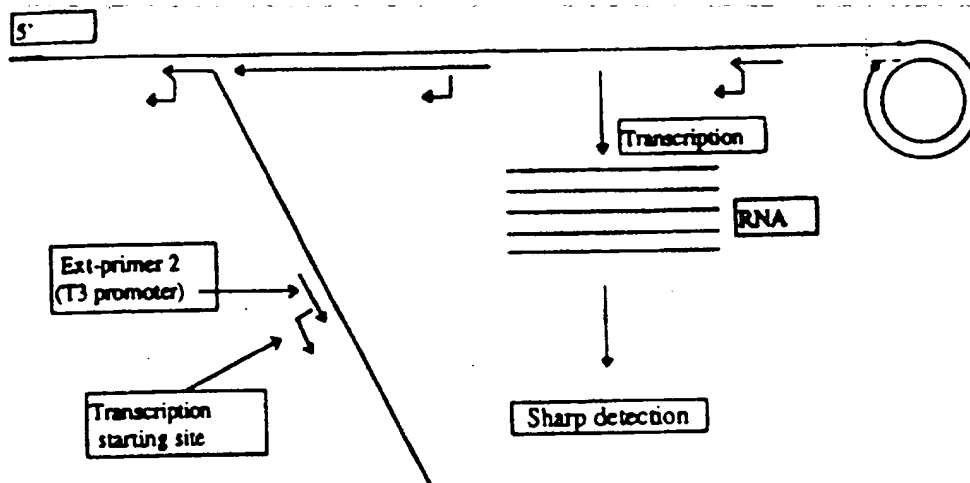 5'
Transcription
RNA
Ext-primer 2
(T3 promoter)
Transcription
starting site
Sharp detection